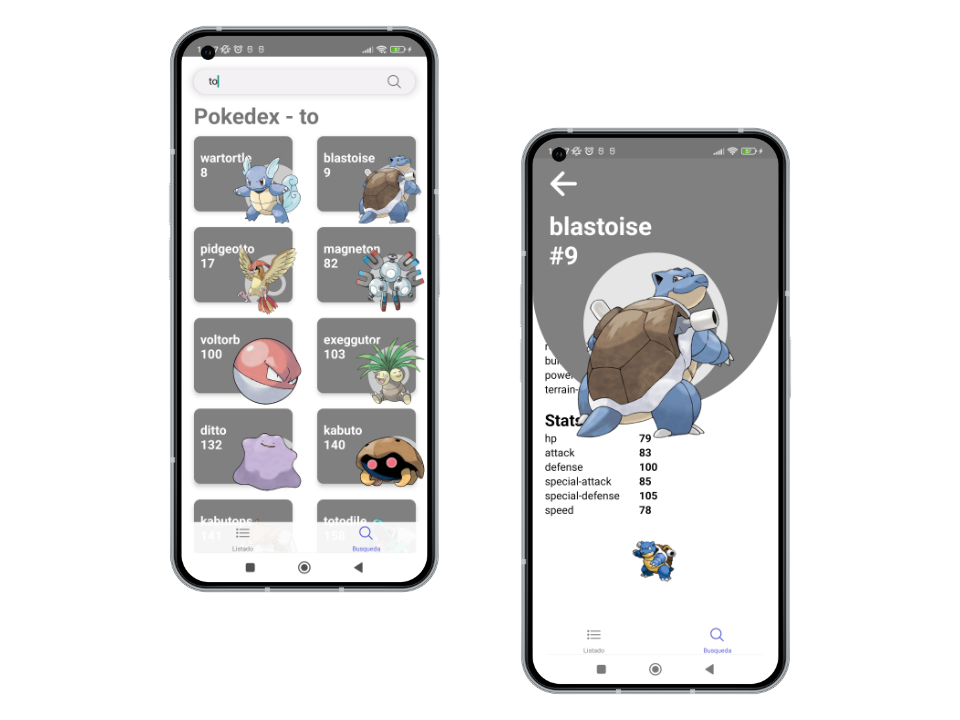 to
Pokedex - to
wartortle
8
blastoise
9
pidgeotto
17
magneton
82
voltorb
100
exeggutor
103
ditto
132
kabuto
140
kabutops
141
totodile
158
Listado
Busqueda
blastoise
#9
terrain-
Stats
hp 79
attack 83
defense 100
special-attack 85
special-defense 105
speed 78
Listado
Busqueda